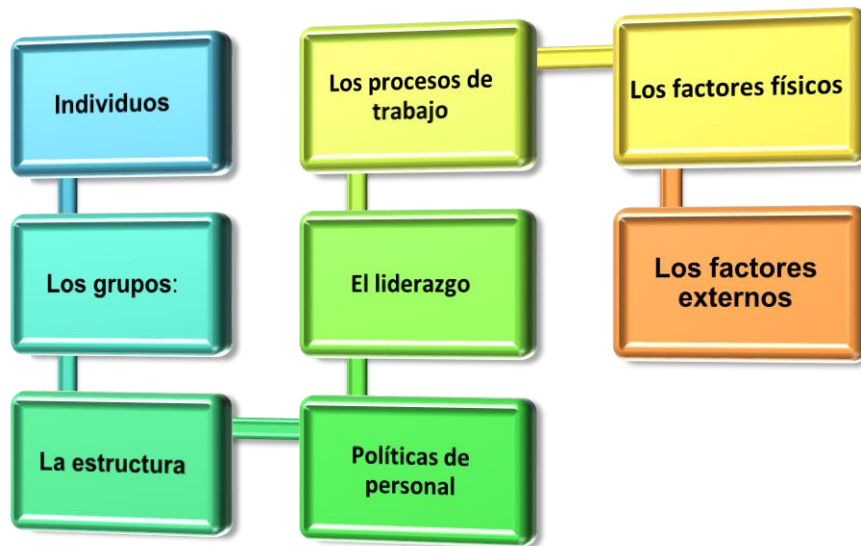 Individuos
Los grupos:
La estructura
Políticas de
personal
El liderazgo
Los procesos de
trabajo
Los factores físicos
Los factores
externos